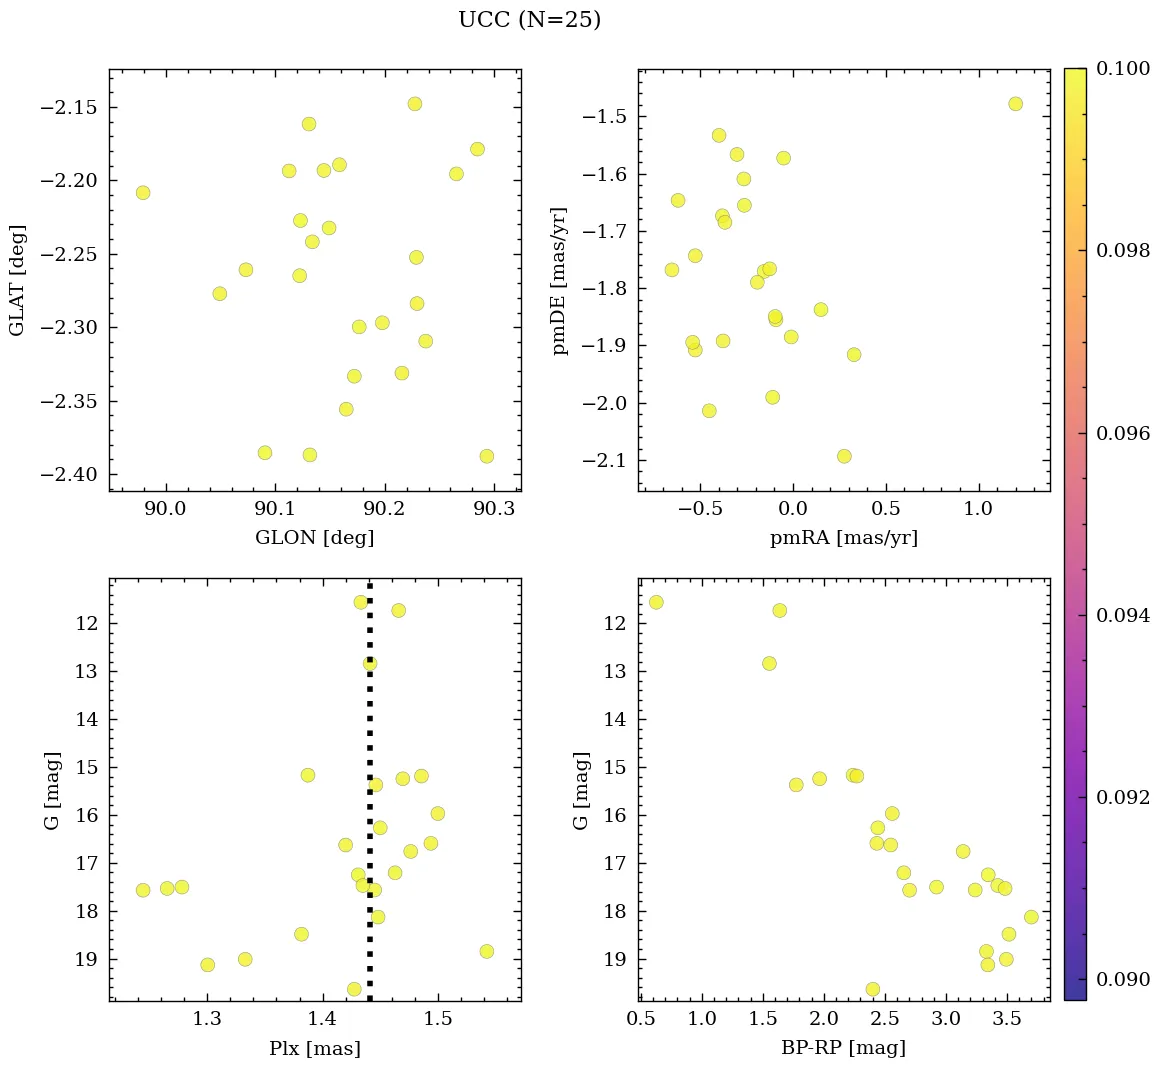 UCC (N=25)
−2.15
−2.20
−2.25
−2.30
−2.35
−2.40
GLAT [deg]
90.0 90.1 90.2 90.3
GLON [deg]
−1.5
−1.6
−1.7
−1.8
−1.9
−2.0
−2.1
pmDE [mas/yr]
−0.5 0.0 0.5 1.0
pmRA [mas/yr]
12
13
14
15
16
17
18
19
G [mag]
1.3 1.4 1.5
Plx [mas]
12
13
14
15
16
17
18
19
G [mag]
0.5 1.0 1.5 2.0 2.5 3.0 3.5
BP-RP [mag]
0.100
0.098
0.096
0.094
0.092
0.090